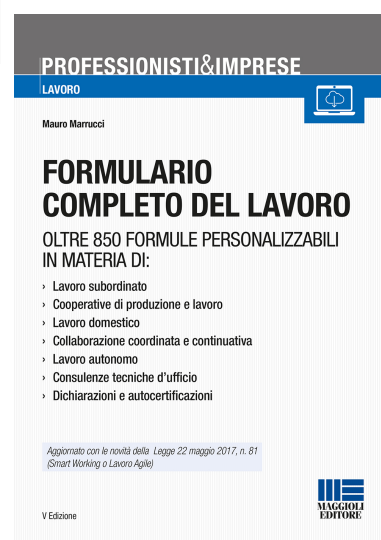 PROFESSIONISTI&IMPRESE
LAVORO
Mauro Marrucci
FORMULARIO
COMPLETO DEL LAVORO
OLTRE 850 FORMULE PERSONALIZZABILI
IN MATERIA DI:
› Lavoro subordinato
› Cooperative di produzione e lavoro
› Lavoro domestico
› Collaborazione coordinata e continuativa
› Lavoro autonomo
› Consulenze tecniche d'ufficio
› Dichiarazioni e autocertificazioni
Aggiornato con le novità della Legge 22 maggio 2017, n. 81
(Smart Working o Lavoro Agile)
V Edizione
MAGGIOLI
EDITORE